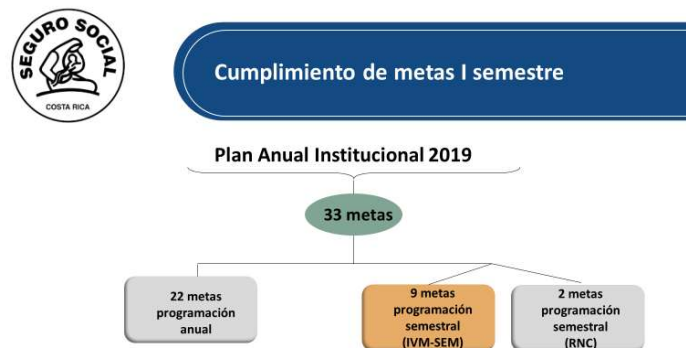 SEGURO SOCIAL
COSTA RICA
Cumplimiento de metas I semestre
Plan Anual Institucional 2019
33 metas
22 metas
programación
anual
9 metas
programación
semestral
(IVM-SEM)
2 metas
programación
semestral
(RNC)